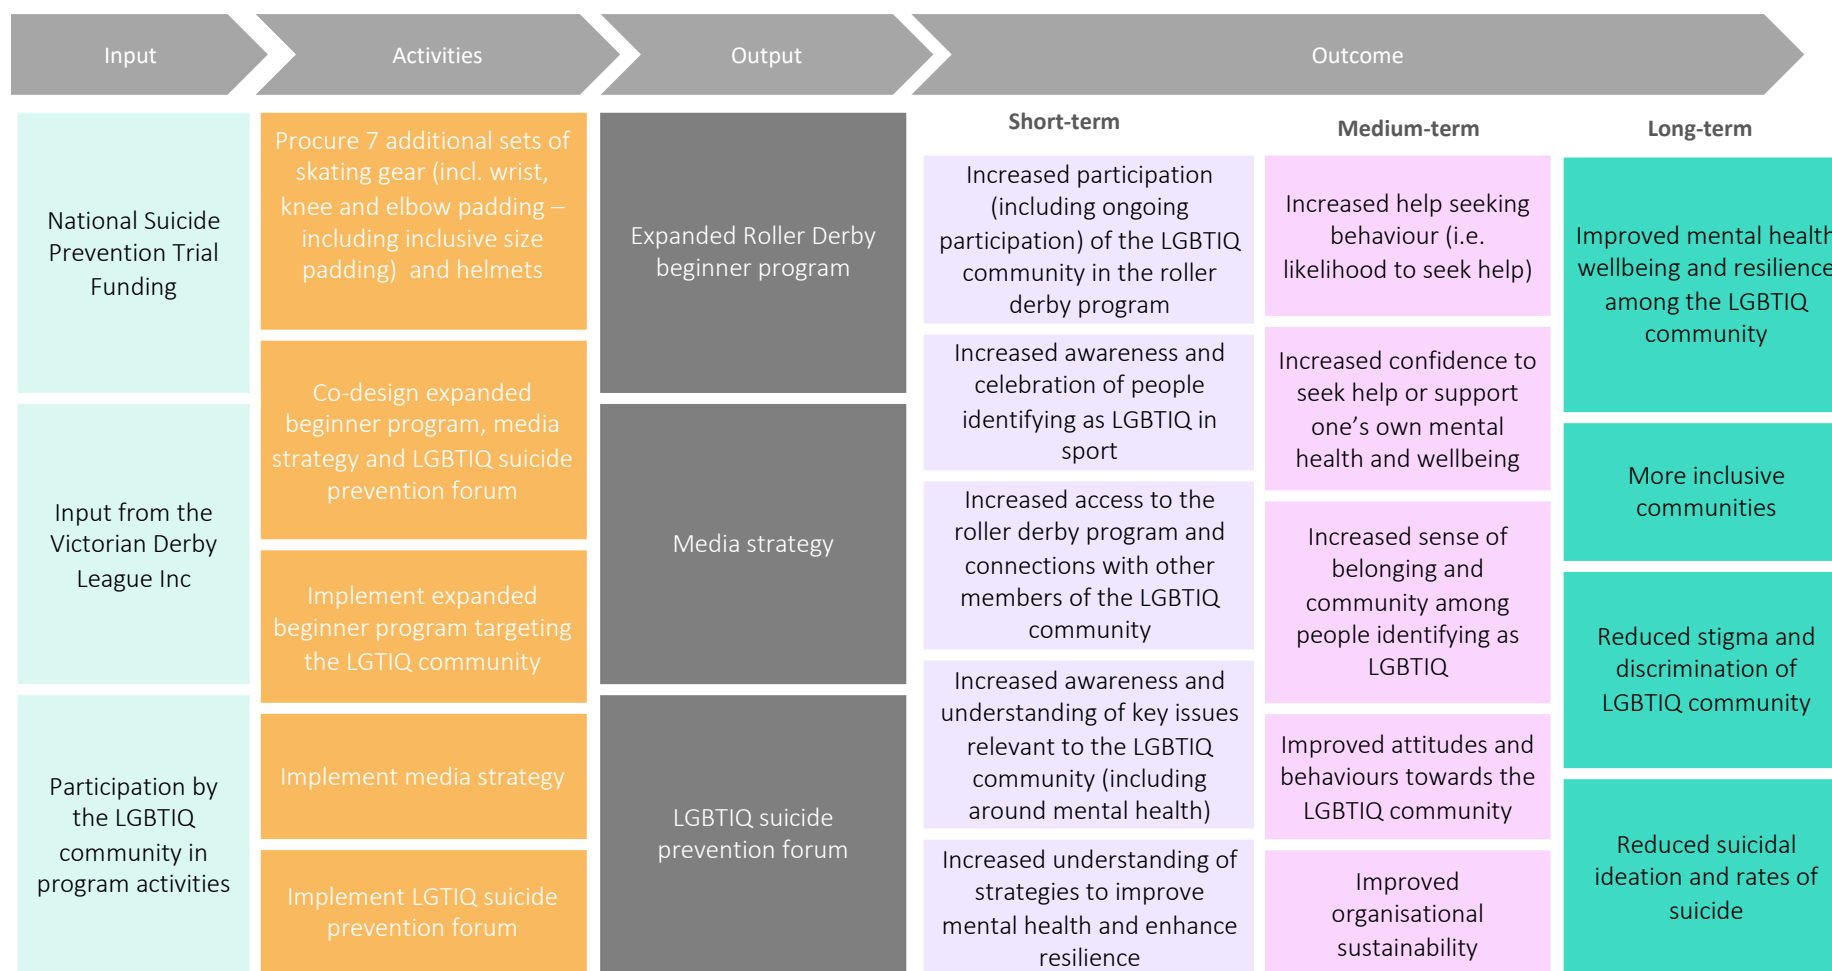 Input
Activities
Output
Outcome
National Suicide
Prevention Trial
Funding
Input from the
Victorian Derby
League Inc
Participation by
the LGBTIQ
community in
program activities
Procure 7 additional sets of
skating gear (incl. wrist,
knee and elbow padding –
including inclusive size
padding) and helmets
Co-design expanded
beginner program, media
strategy and LGBTIQ suicide
prevention forum
Implement expanded
beginner program targeting
the LGTIQ community
Implement media strategy
Implement LGTIQ suicide
prevention forum
Expanded Roller Derby
beginner program
Media strategy
LGBTIQ suicide
prevention forum
Short-term
Increased participation
(including ongoing
participation) of the LGBTIQ
community in the roller
derby program
Increased awareness and
celebration of people
identifying as LGBTIQ in
sport
Increased access to the
roller derby program and
connections with other
members of the LGBTIQ
community
Increased awareness and
understanding of key issues
relevant to the LGBTIQ
community (including
around mental health)
Increased understanding of
strategies to improve
mental health and enhance
resilience
Medium-term
Increased help seeking
behaviour (i.e.
likelihood to seek help)
Increased confidence to
seek help or support
one’s own mental
health and wellbeing
Increased sense of
belonging and
community among
people identifying as
LGBTIQ
Improved attitudes and
behaviours towards the
LGBTIQ community
Improved
organisational
sustainability
Long-term
Improved mental health
wellbeing and resilience
among the LGBTIQ
community
More inclusive
communities
Reduced stigma and
discrimination of
LGBTIQ community
Reduced suicidal
ideation and rates of
suicide